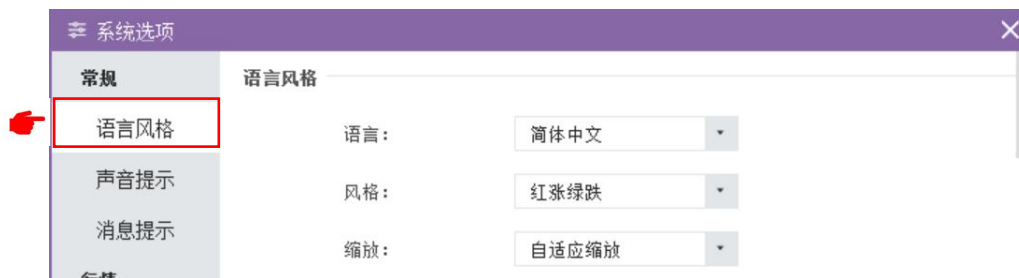 系统选项
常规
语言风格
声音提示
消息提示
行情
语言风格
语言:
简体中文
风格:
红涨绿跌
缩放:
自适应缩放